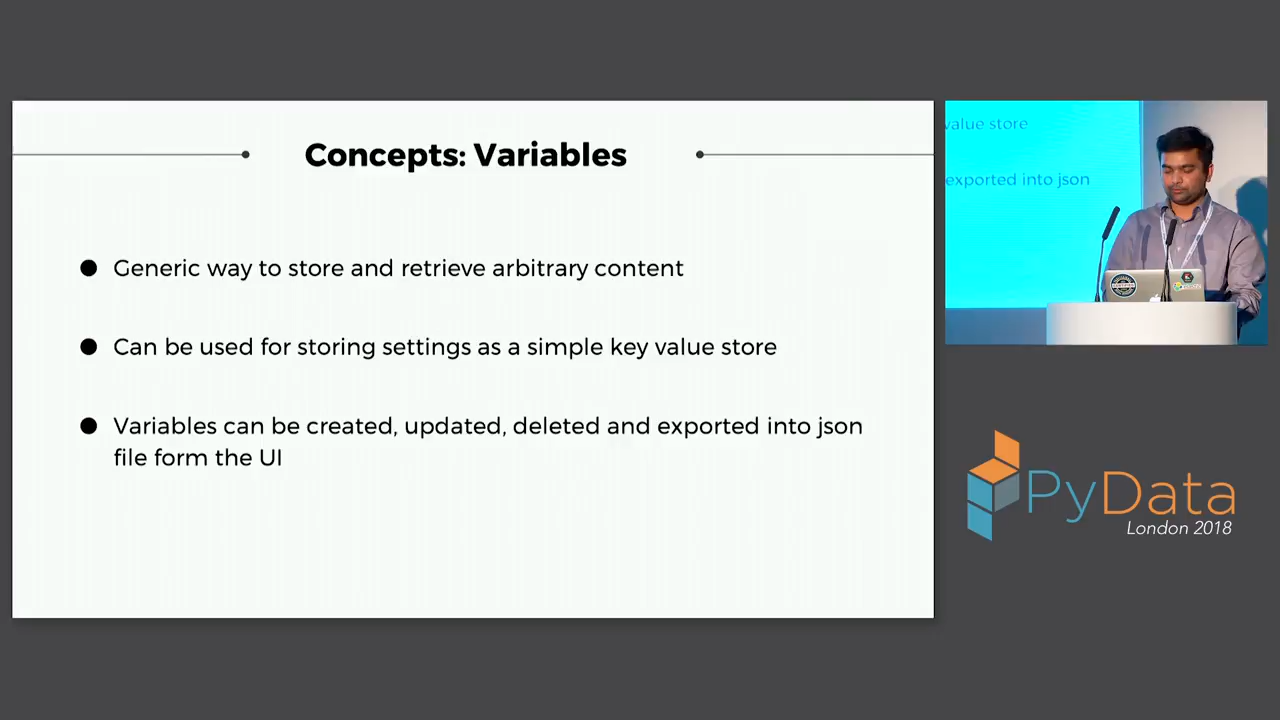 Concepts: Variables
Generic way to store and retrieve arbitrary content
Can be used for storing settings as a simple key value store
Variables can be created, updated, deleted and exported into json
file form the UI
value store
exported into json
PyData
London 2018